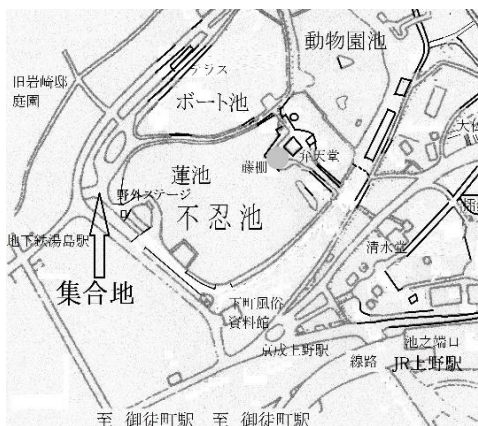 動物園池
テラス
旧岩崎邸
庭園
ボート池
弁天堂
藤棚
蓮池
野外ステージ
不忍池
地下鉄湯島駅
清水堂
集合地
下町風俗
資料館
池之端口
京成上野駅
線路
JR上野駅
至 御徒町駅
至 御徒町駅